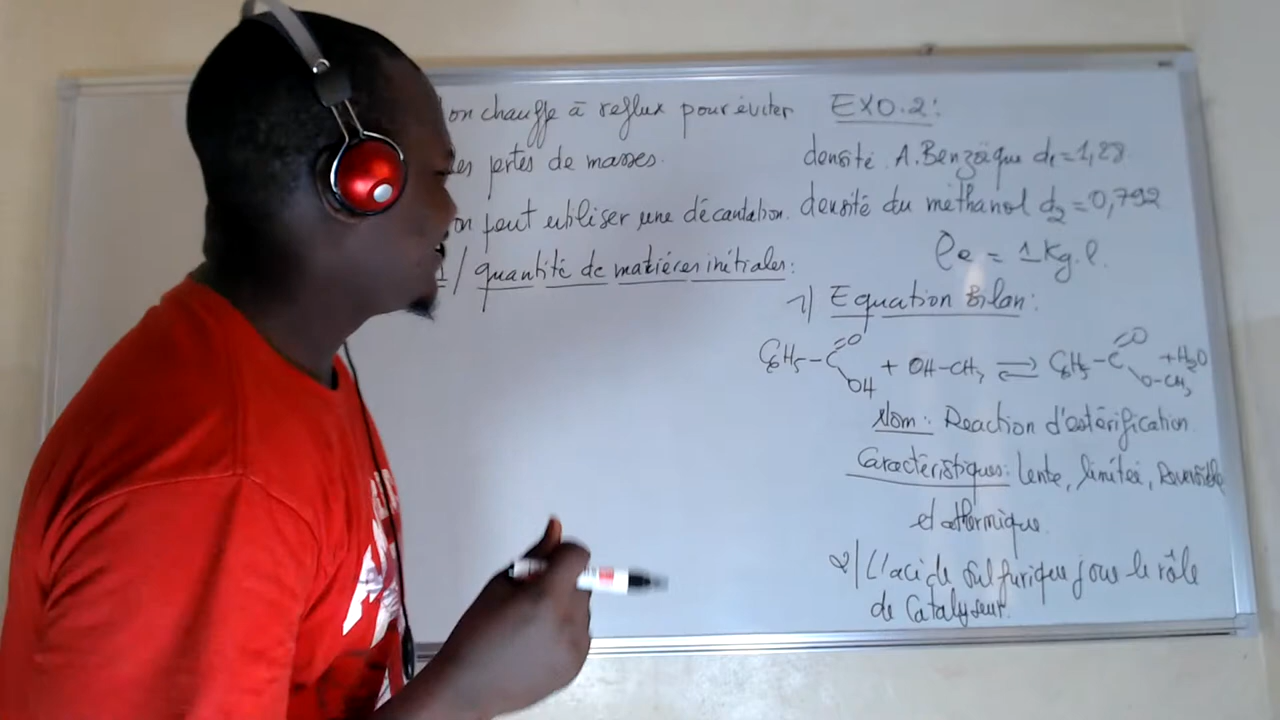 on chauffe à reflux pour éviter
es pertes de masses.
on peut utiliser une décantation.
1/ quantité de matières initiales:
EXO.2:
densité A.Benzoïque d1 = 1,28
densité du méthanol d2 = 0,792
ρe = 1Kg.l
1) Equation Bilan:
C6H5-C O OH + OH-CH3 ⇌ C6H5-C O O-CH3 + H2O
Nom: Reaction d'estérification
Caractéristiques: Lente, limitée, Reversible
et athermique.
2/ L'acide sulfurique joue le rôle
de Catalyseur.